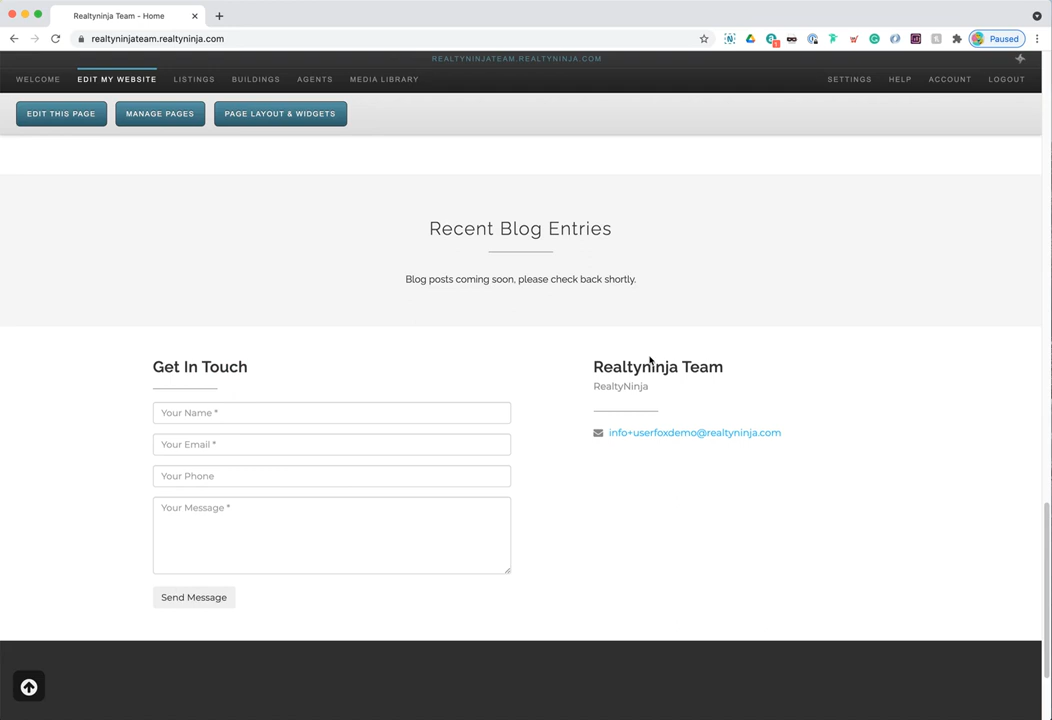 Realtyninja Team - Home
realtyninjateam.realtyninja.com
Paused
REALTYNINJATEAM.REALTYNINJA.COM
WELCOME EDIT MY WEBSITE LISTINGS BUILDINGS AGENTS MEDIA LIBRARY SETTINGS HELP ACCOUNT LOGOUT
EDIT THIS PAGE MANAGE PAGES PAGE LAYOUT & WIDGETS
Recent Blog Entries
Blog posts coming soon, please check back shortly.
Get In Touch
Your Name *
Your Email *
Your Phone
Your Message *
Send Message
Realtyninja Team
RealtyNinja
info+userfoxdemo@realtyninja.com